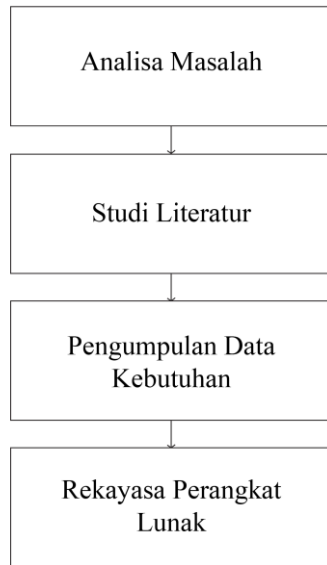 Analisa Masalah
Studi Literatur
Pengumpulan Data
Kebutuhan
Rekayasa Perangkat
Lunak